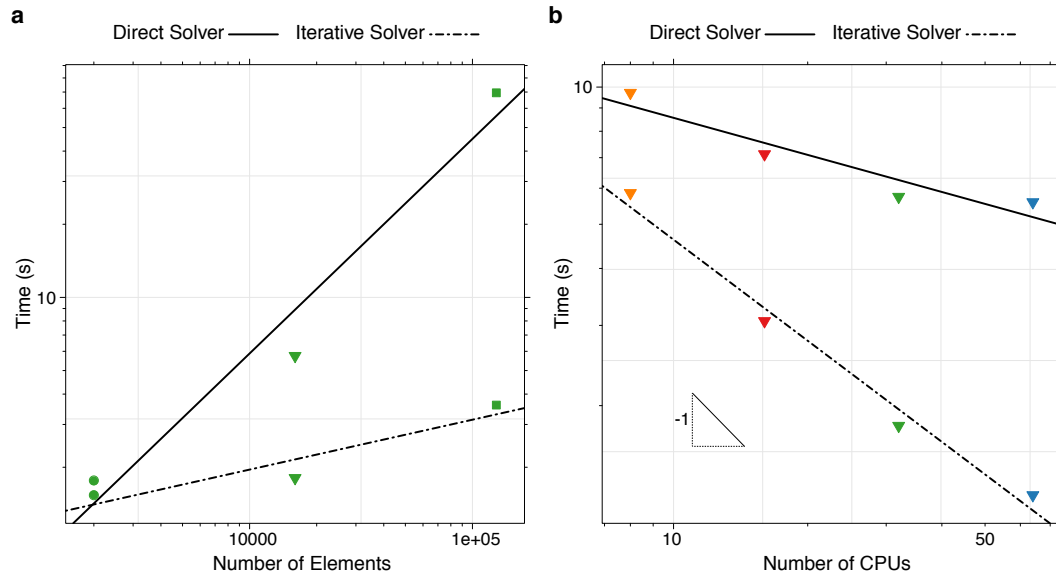 a
Direct Solver Iterative Solver
Time (s)
10
10000 1e+05
Number of Elements
b
Direct Solver Iterative Solver
Time (s)
10
-1
10 50
Number of CPUs